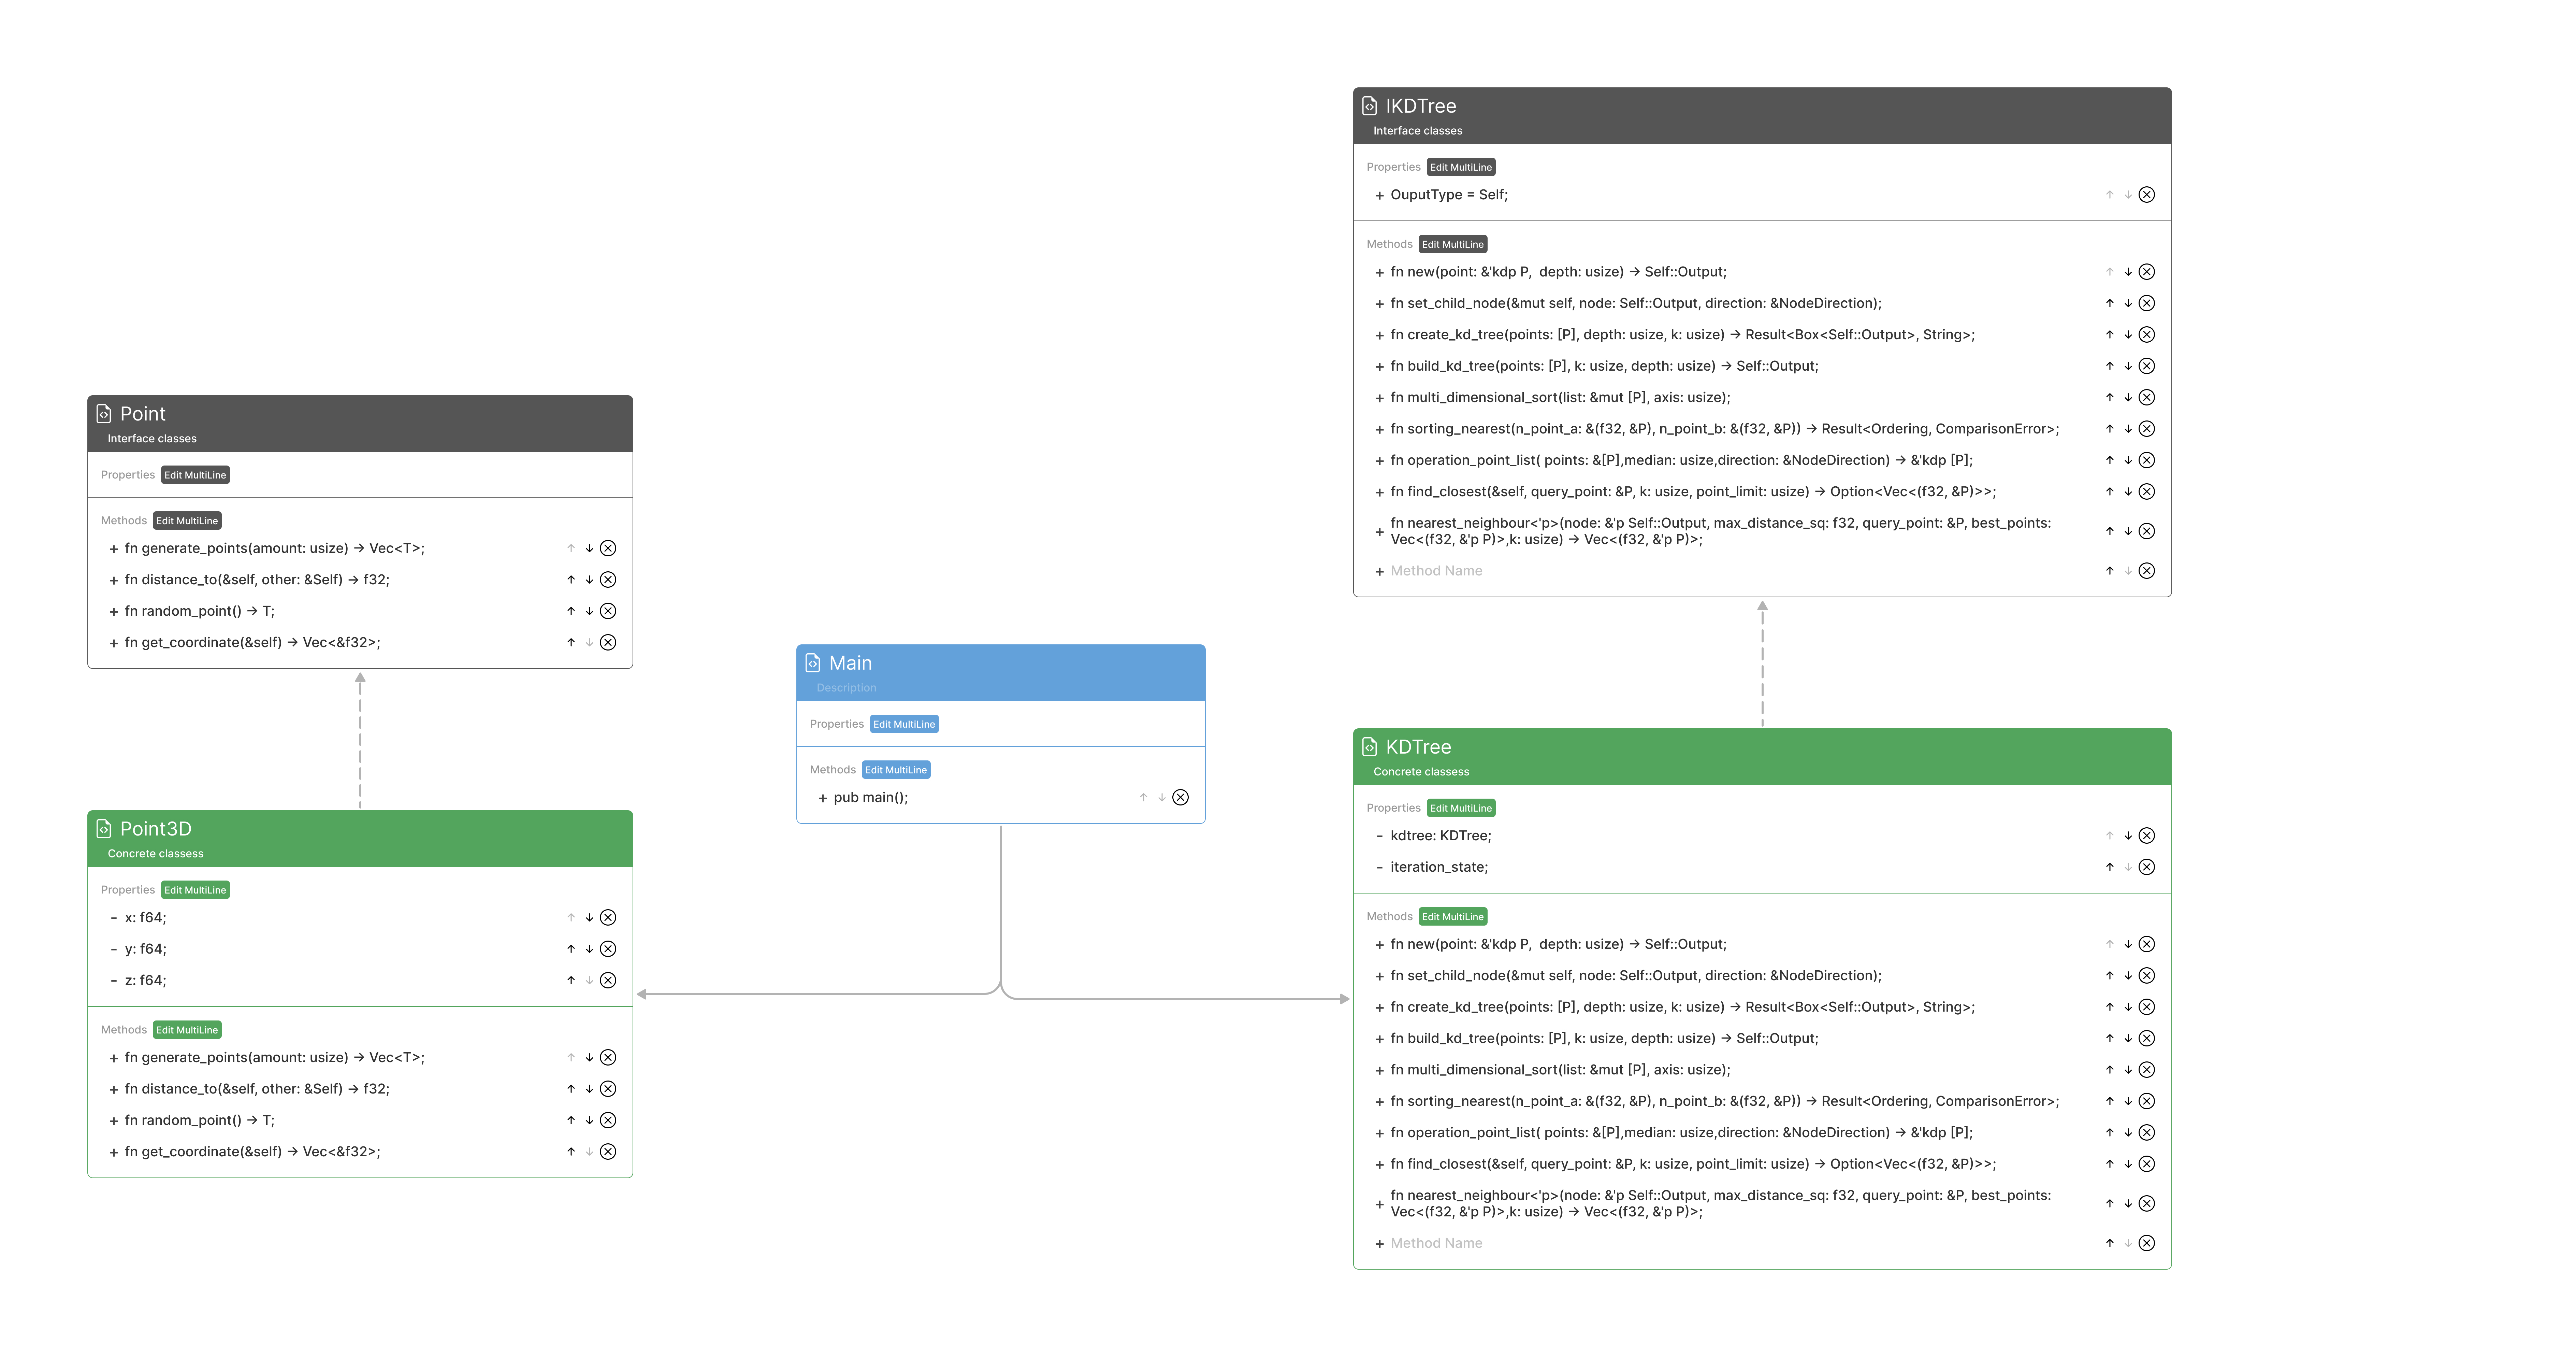 IKDTree
Interface classes
Properties Edit MultiLine
+ OuputType = Self;
Methods Edit MultiLine
+ fn new(point: &'kdp P,  depth: usize) → Self::Output;
+ fn set_child_node(&mut self, node: Self::Output, direction: &NodeDirection);
+ fn create_kd_tree(points: [P], depth: usize, k: usize) → Result<Box<Self::Output>, String>;
+ fn build_kd_tree(points: [P], k: usize, depth: usize) → Self::Output;
+ fn multi_dimensional_sort(list: &mut [P], axis: usize);
+ fn sorting_nearest(n_point_a: &(f32, &P), n_point_b: &(f32, &P)) → Result<Ordering, ComparisonError>;
+ fn operation_point_list( points: &[P],median: usize,direction: &NodeDirection) → &'kdp [P];
+ fn find_closest(&self, query_point: &P, k: usize, point_limit: usize) → Option<Vec<(f32, &P)>>;
+ fn nearest_neighbour<'p>(node: &'p Self::Output, max_distance_sq: f32, query_point: &P, best_points:
Vec<(f32, &'p P)>,k: usize) → Vec<(f32, &'p P)>;
+ Method Name
Point
Interface classes
Properties Edit MultiLine
Methods Edit MultiLine
+ fn generate_points(amount: usize) → Vec<T>;
+ fn distance_to(&self, other: &Self) → f32;
+ fn random_point() → T;
+ fn get_coordinate(&self) → Vec<&f32>;
Main
Description
Properties Edit MultiLine
Methods Edit MultiLine
+ pub main();
Point3D
Concrete classess
Properties Edit MultiLine
- x: f64;
- y: f64;
- z: f64;
Methods Edit MultiLine
+ fn generate_points(amount: usize) → Vec<T>;
+ fn distance_to(&self, other: &Self) → f32;
+ fn random_point() → T;
+ fn get_coordinate(&self) → Vec<&f32>;
KDTree
Concrete classess
Properties Edit MultiLine
- kdtree: KDTree;
- iteration_state;
Methods Edit MultiLine
+ fn new(point: &'kdp P,  depth: usize) → Self::Output;
+ fn set_child_node(&mut self, node: Self::Output, direction: &NodeDirection);
+ fn create_kd_tree(points: [P], depth: usize, k: usize) → Result<Box<Self::Output>, String>;
+ fn build_kd_tree(points: [P], k: usize, depth: usize) → Self::Output;
+ fn multi_dimensional_sort(list: &mut [P], axis: usize);
+ fn sorting_nearest(n_point_a: &(f32, &P), n_point_b: &(f32, &P)) → Result<Ordering, ComparisonError>;
+ fn operation_point_list( points: &[P],median: usize,direction: &NodeDirection) → &'kdp [P];
+ fn find_closest(&self, query_point: &P, k: usize, point_limit: usize) → Option<Vec<(f32, &P)>>;
+ fn nearest_neighbour<'p>(node: &'p Self::Output, max_distance_sq: f32, query_point: &P, best_points:
Vec<(f32, &'p P)>,k: usize) → Vec<(f32, &'p P)>;
+ Method Name